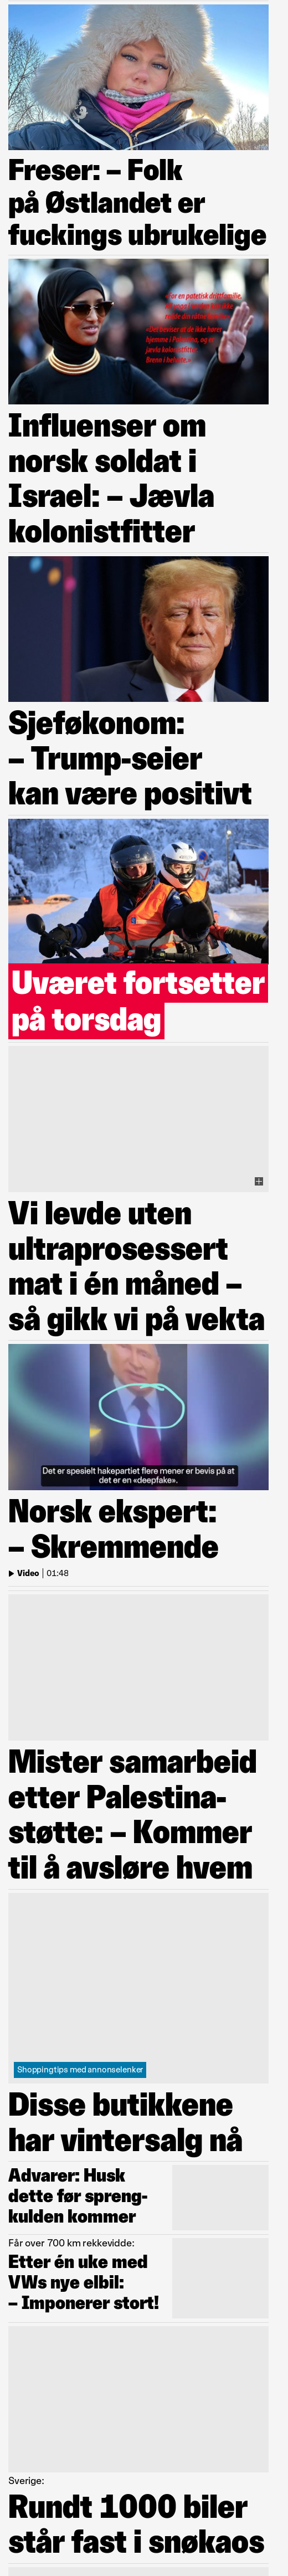 Freser: – Folk
på Østlandet er
fuckings ubrukelige
Influenser om
norsk soldat i
Israel: – Jævla
kolonistfitter
Sjeføkonom:
– Trump-seier
kan være positivt
Uværet fortsetter
på torsdag
Vi levde uten
ultraprosessert
mat i én måned –
så gikk vi på vekta
Det er spesielt hakepartiet flere mener er bevis på at
det er en «deepfake».
Norsk ekspert:
– Skremmende
Video | 01:48
Mister samarbeid
etter Palestina-
støtte: – Kommer
til å avsløre hvem
Shoppingtips med annonselenker
Disse butikkene
har vintersalg nå
Advarer: Husk
dette før spreng-
kulden kommer
Får over 700 km rekkevidde:
Etter én uke med
VWs nye elbil:
– Imponerer stort!
Sverige:
Rundt 1000 biler
står fast i snøkaos